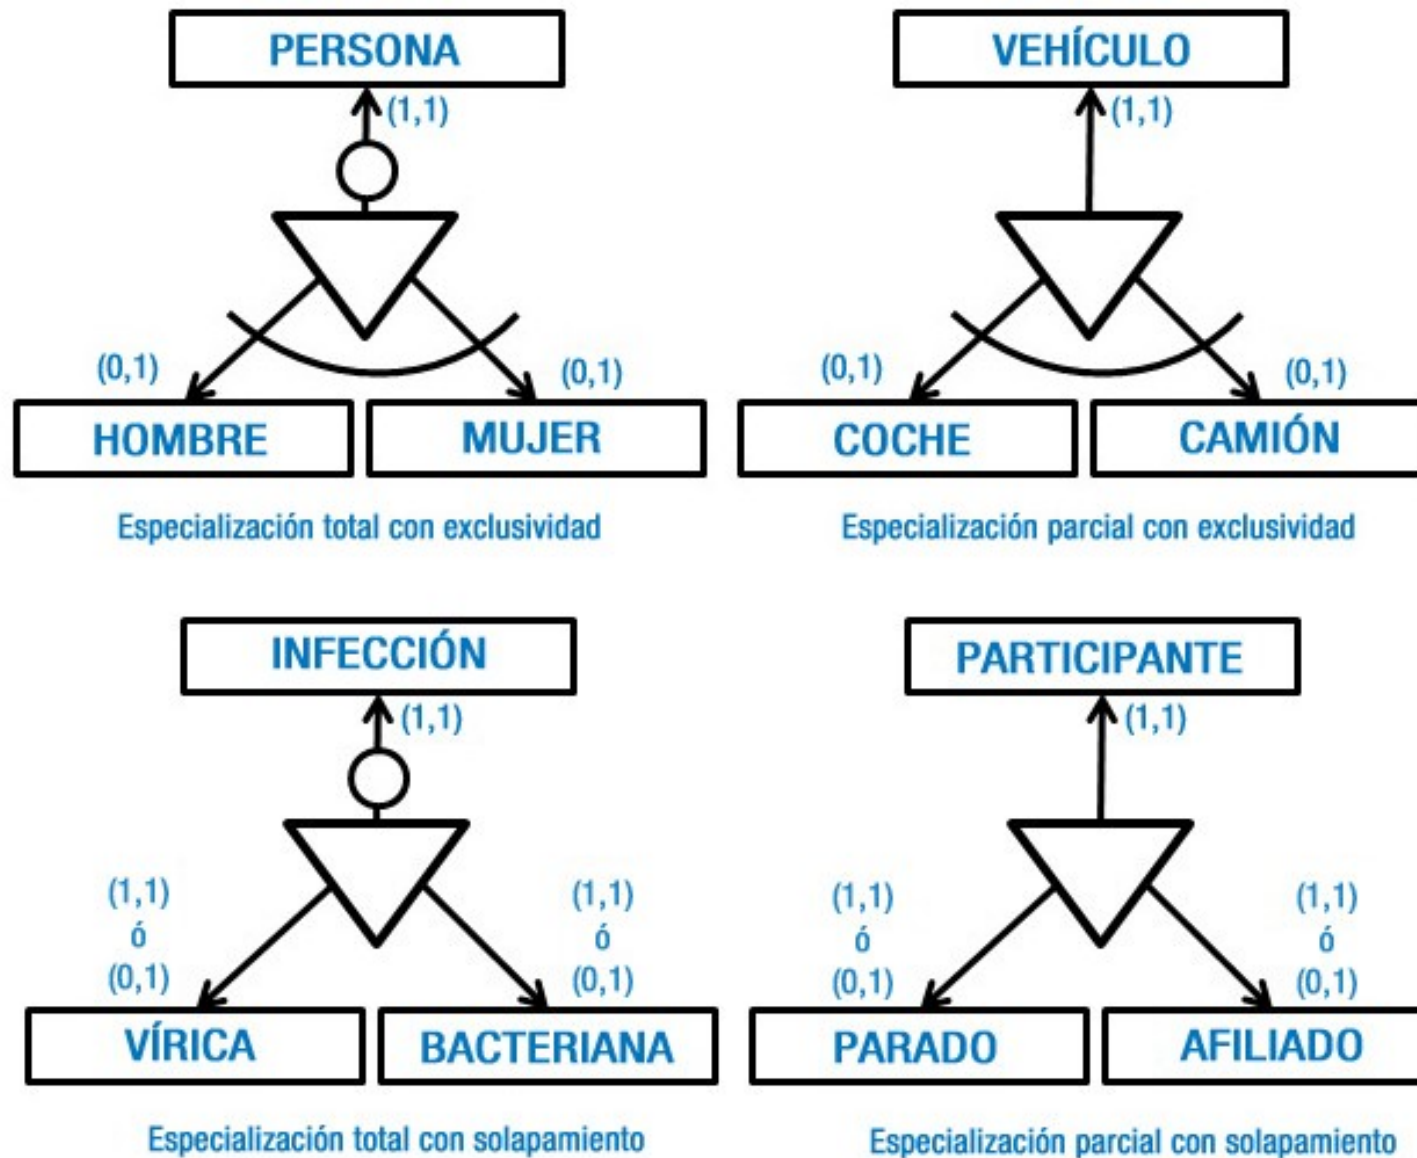 PERSONA
(1,1)
(0,1)
(0,1)
HOMBRE
MUJER
Especialización total con exclusividad
VEHÍCULO
(1,1)
(0,1)
(0,1)
COCHE
CAMIÓN
Especialización parcial con exclusividad
INFECCIÓN
(1,1)
(1,1)
ó
(0,1)
(1,1)
ó
(0,1)
VÍRICA
BACTERIANA
Especialización total con solapamiento
PARTICIPANTE
(1,1)
(1,1)
ó
(0,1)
(1,1)
ó
(0,1)
PARADO
AFILIADO
Especialización parcial con solapamiento